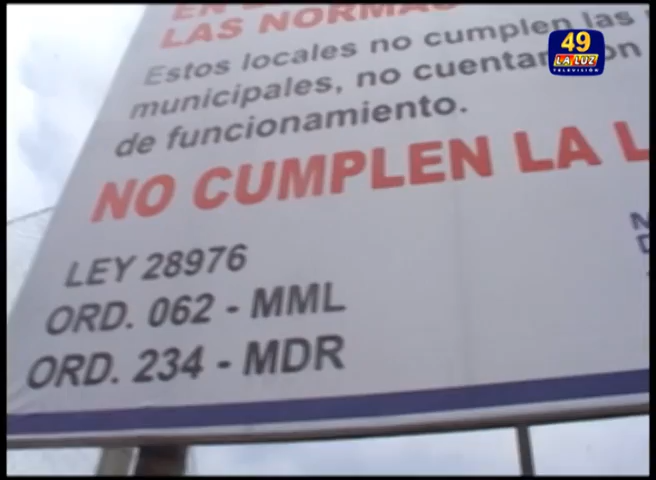 49
LA LUZ
TELEVISIÓN
LAS NORMAS
Estos locales no cumplen las
municipales, no cuentan
de funcionamiento.
NO CUMPLEN LA
LEY 28976
ORD. 062 - MML
ORD. 234 - MDR